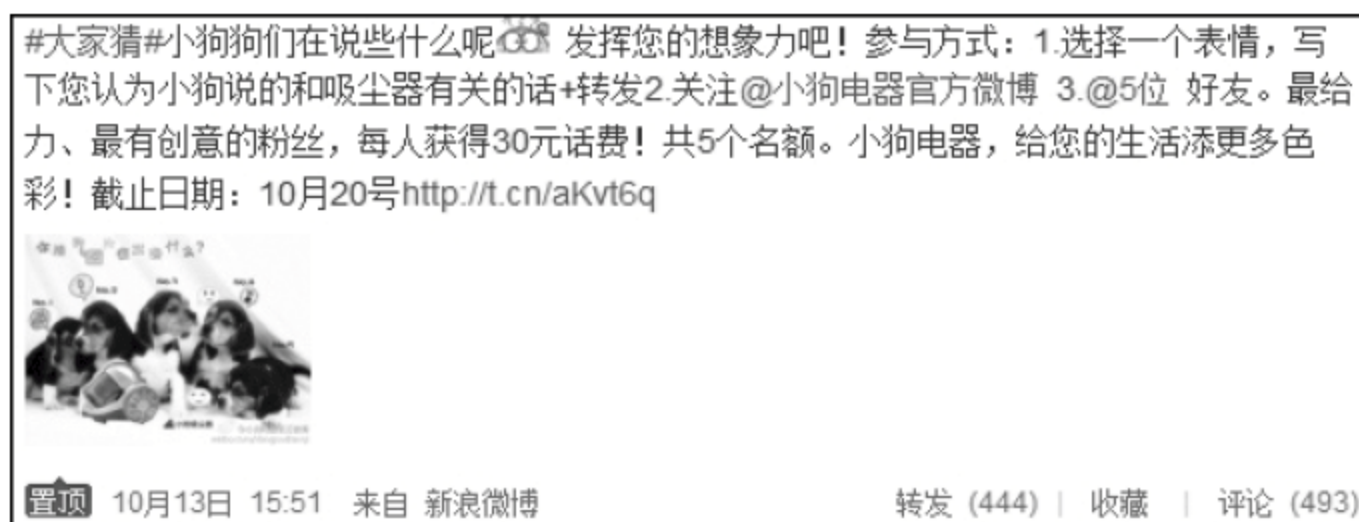 #大家猜#小狗狗们在说些什么呢 发挥您的想象力吧！参与方式：1.选择一个表情，写
下您认为小狗说的和吸尘器有关的话+转发2.关注@小狗电器官方微博 3.@5位 好友。最给
力、最有创意的粉丝，每人获得30元话费！共5个名额。小狗电器，给您的生活添更多色
彩！截止日期：10月20号http://t.cn/aKvt6q
什么？
置顶 10月13日 15:51 来自 新浪微博 转发 (444) | 收藏 | 评论 (493)